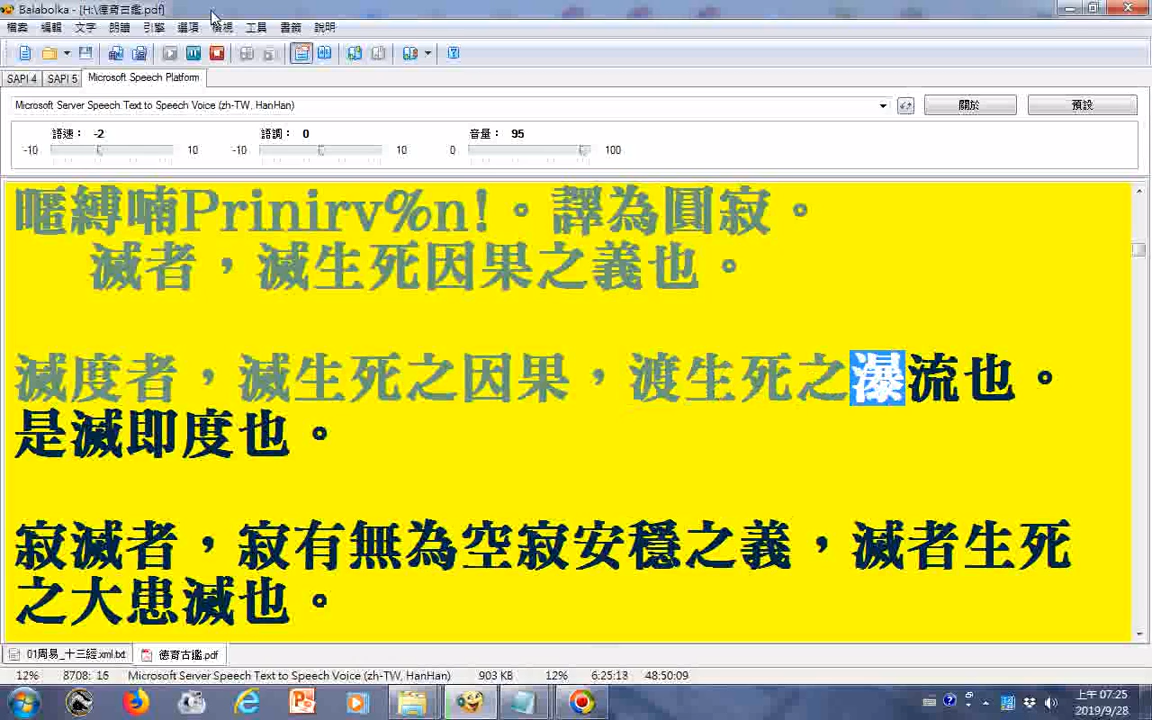 Balabolka - [H:\德育古鑑.pdf]
檔案 編輯 文字 朗讀 引擎 選項 檢視 工具 書籤 說明
SAPI 4 SAPI 5 Microsoft Speech Platform
Microsoft Server Speech Text to Speech Voice (zh-TW, HanHan) 關於 預設
語速： -2 語調： 0 音量： 95
-10 10 -10 10 0 100
嘔縛喃Prinirv%n!。譯為圓寂。
滅者，滅生死因果之義也。
滅度者，滅生死之因果，渡生死之瀑流也。
是滅即度也。
寂滅者，寂有無為空寂安穩之義，滅者生死
之大患滅也。
01周易_十三經.xml.txt 德育古鑑.pdf
12% 8708: 16 Microsoft Server Speech Text to Speech Voice (zh-TW, HanHan) 903 KB 12% 6:25:13 48:50:09
上午 07:25
2019/9/28